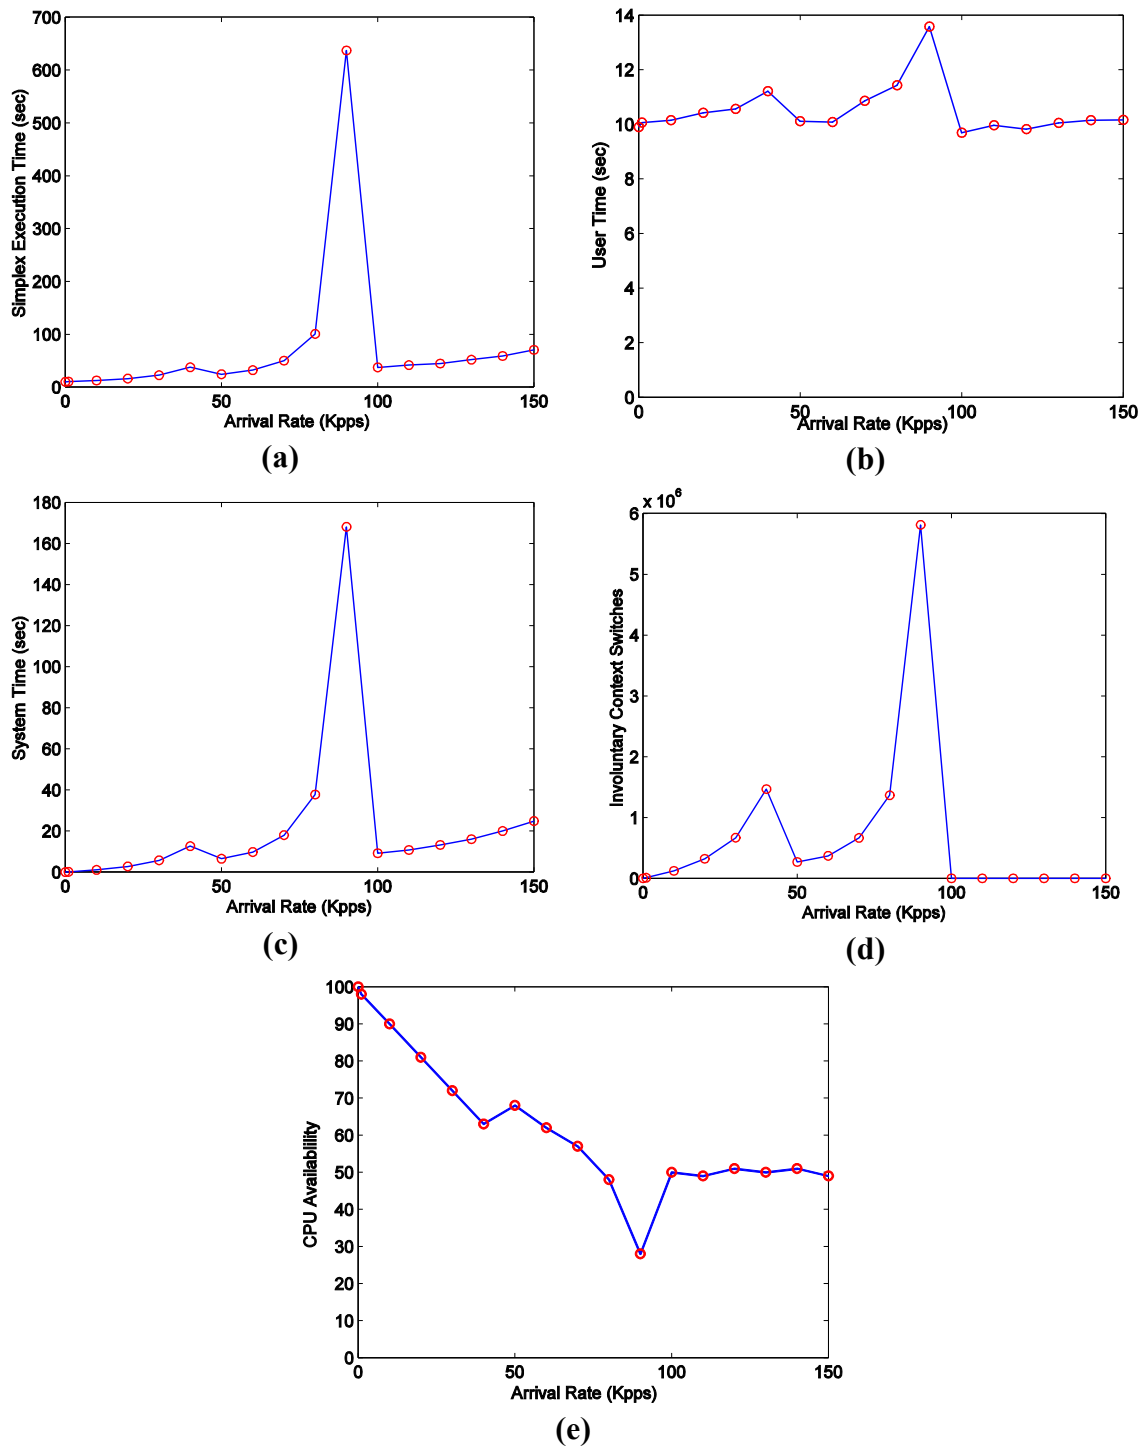 700
600
500
400
300
200
100
0
Simplex Execution Time (sec)
0 50 100 150
Arrival Rate (Kpps)
(a)
14
12
10
8
6
4
2
0
User Time (sec)
0 50 100 150
Arrival Rate (Kpps)
(b)
180
160
140
120
100
80
60
40
20
0
System Time (sec)
0 50 100 150
Arrival Rate (Kpps)
(c)
x 10^6
6
5
4
3
2
1
0
Involuntary Context Switches
0 50 100 150
Arrival Rate (Kpps)
(d)
100
90
80
70
60
50
40
30
20
10
0
CPU Availablility
0 50 100 150
Arrival Rate (Kpps)
(e)